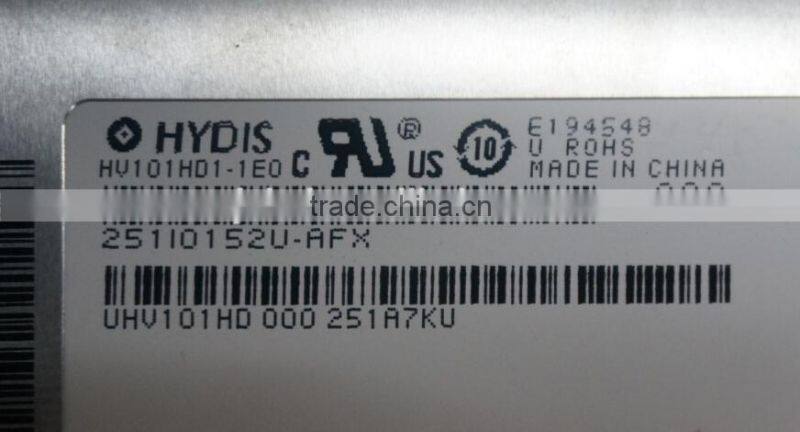 HYDIS
HV101HD1-1E0
C RU ® US
10
E194548
U ROHS
MADE IN CHINA
000
trade.china.cn
251I0152U-AFX
UHV101HD 000 251A7KU